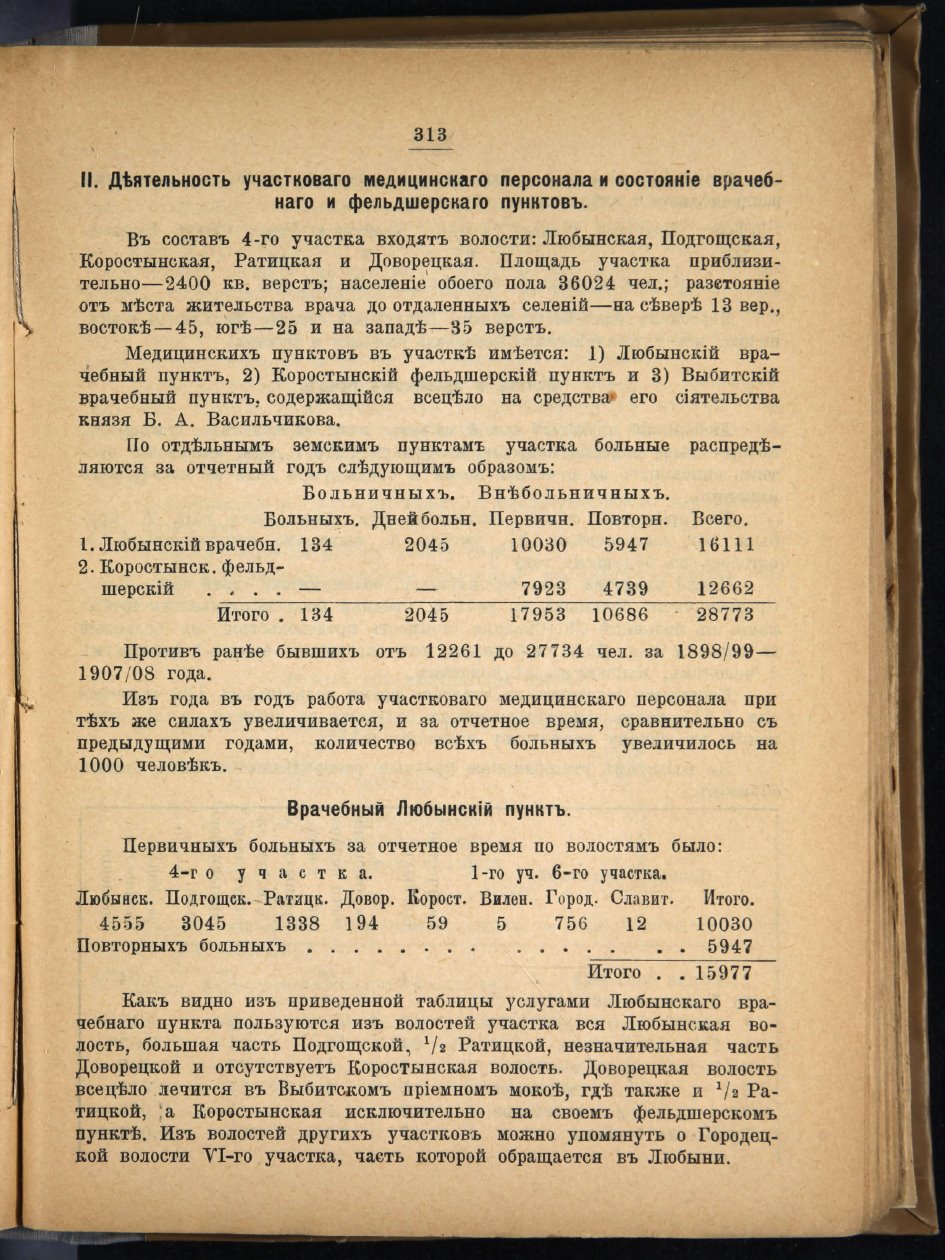 313
II. Дѣятельность участковаго медицинскаго персонала и состояніе врачеб-
наго и фельдшерскаго пунктовъ.
Въ составъ 4-го участка входятъ волости: Любынская, Подгощская,
Коростынская, Ратицкая и Доворецкая. Площадь участка приблизи-
тельно—2400 кв. верстъ; населеніе обоего пола 36024 чел.; разстояніе
отъ мѣста жительства врача до отдаленныхъ селеній—на сѣверѣ 13 вер.,
востокѣ—45, югѣ—25 и на западѣ—35 верстъ.
Медицинскихъ пунктовъ въ участкѣ имѣется: 1) Любынскій вра-
чебный пунктъ, 2) Коростынскій фельдшерскій пунктъ и 3) Выбитскій
врачебный пунктъ, содержащійся всецѣло на средства его сіятельства
князя Б. А. Васильчикова.
По отдѣльнымъ земскимъ пунктамъ участка больные распредѣ-
ляются за отчетный годъ слѣдующимъ образомъ:
Больничныхъ. Внѣбольничныхъ.
Больныхъ. Дней больн. Первичн. Повторн. Всего.
1. Любынскій врачебн. 134 2045 10030 5947 16111
2. Коростынск. фельд-
шерскій . . . . — — 7923 4739 12662
Итого . 134 2045 17953 10686 28773
Противъ ранѣе бывшихъ отъ 12261 до 27734 чел. за 1898/99—
1907/08 года.
Изъ года въ годъ работа участковаго медицинскаго персонала при
тѣхъ же силахъ увеличивается, и за отчетное время, сравнительно съ
предыдущими годами, количество всѣхъ больныхъ увеличилось на
1000 человѣкъ.
Врачебный Любынскій пунктъ.
Первичныхъ больныхъ за отчетное время по волостямъ было:
4-го участка. 1-го уч. 6-го участка.
Любынск. Подгощск. Ратицк. Довор. Корост. Вилен. Город. Славит. Итого.
4555 3045 1338 194 59 5 756 12 10030
Повторныхъ больныхъ . . . . . . . . . . . . . . 5947
Итого . . 15977
Какъ видно изъ приведенной таблицы услугами Любынскаго вра-
чебнаго пункта пользуются изъ волостей участка вся Любынская во-
лость, большая часть Подгощской, 1/2 Ратицкой, незначительная часть
Доворецкой и отсутствуетъ Коростынская волость. Доворецкая волость
всецѣло лечится въ Выбитскомъ пріемномъ мокоѣ, гдѣ также и 1/2 Ра-
тицкой, а Коростынская исключительно на своемъ фельдшерскомъ
пунктѣ. Изъ волостей другихъ участковъ можно упомянуть о Городец-
кой волости VI-го участка, часть которой обращается въ Любыни.